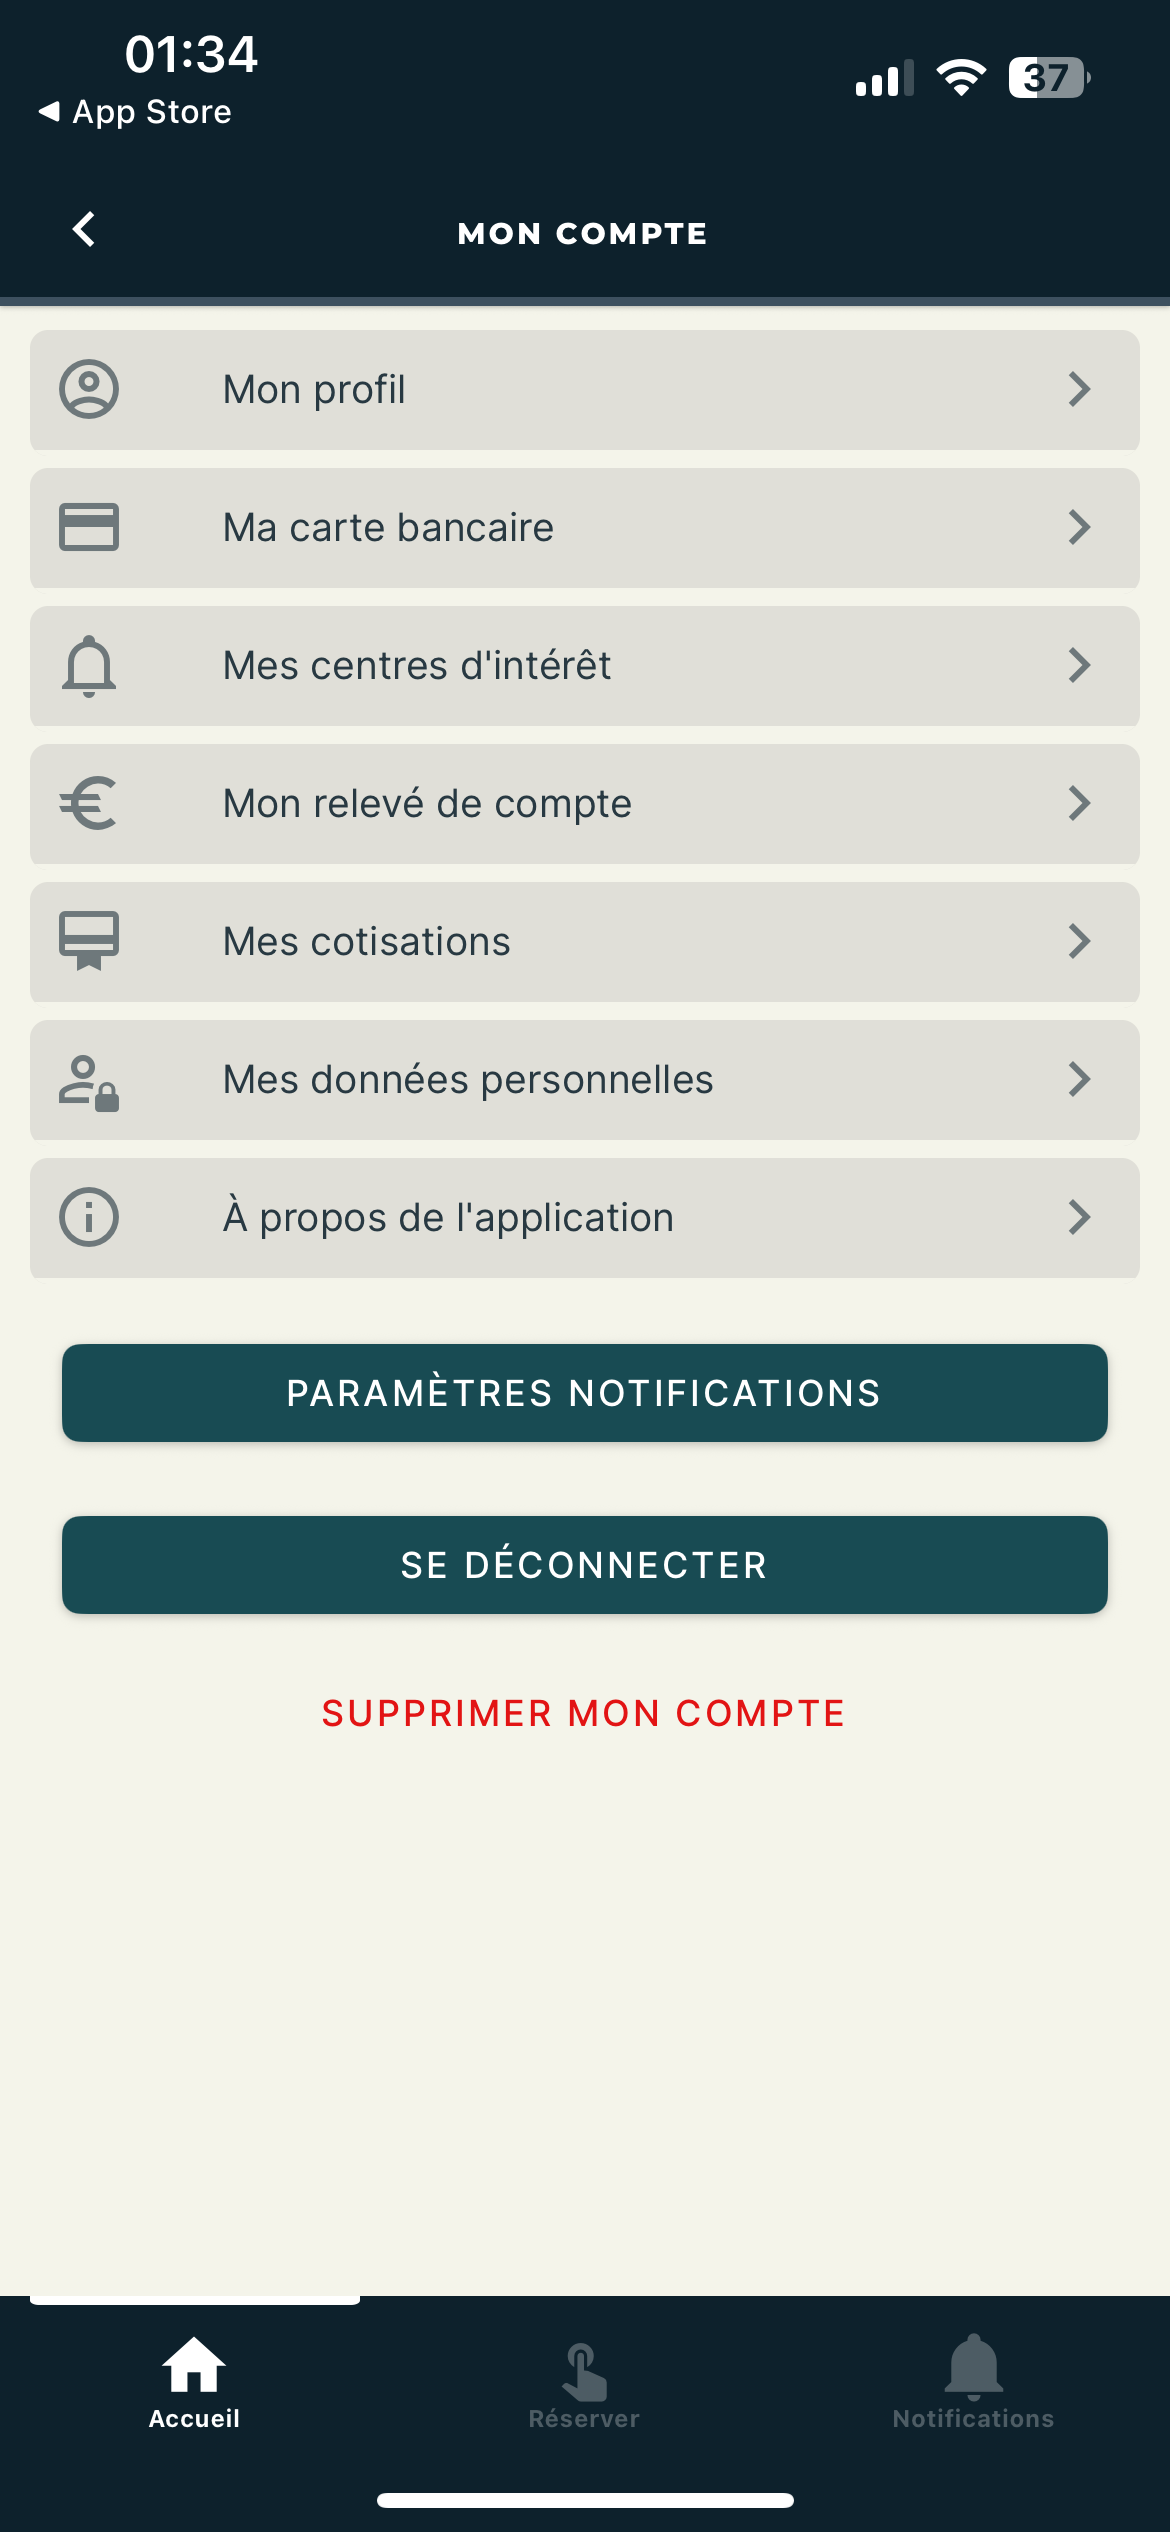 01:34
37
App Store
MON COMPTE
Mon profil
Ma carte bancaire
Mes centres d'intérêt
Mon relevé de compte
Mes cotisations
Mes données personnelles
À propos de l'application
PARAMÈTRES NOTIFICATIONS
SE DÉCONNECTER
SUPPRIMER MON COMPTE
Accueil
Réserver
Notifications